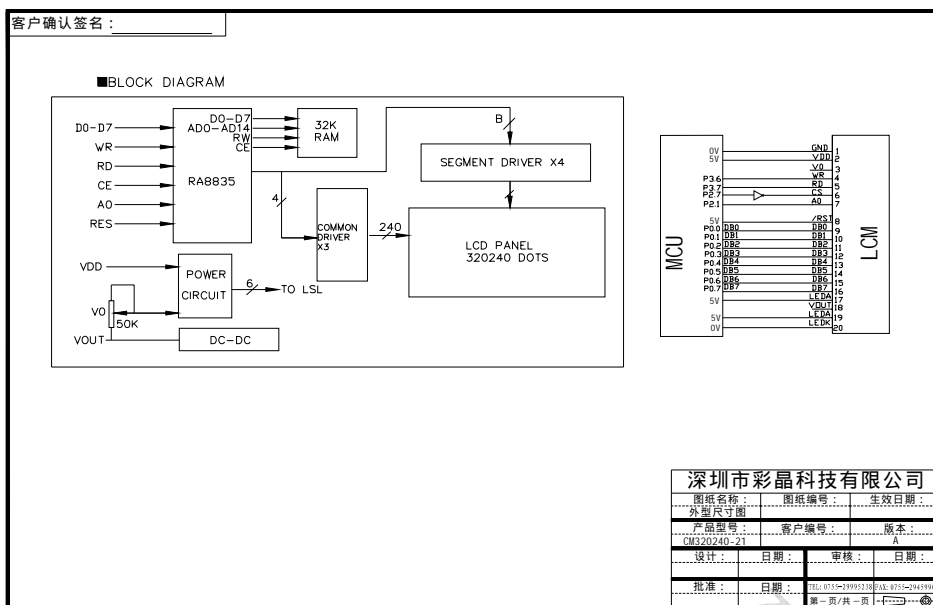 客户确认签名：
■BLOCK DIAGRAM
D0-D7
WR
RD
CE
A0
RES
RA8835
D0-D7
AD0-AD14
RW
CE
32K
RAM
8
SEGMENT DRIVER X4
4
COMMON
DRIVER
X3
240
LCD PANEL
320240 DOTS
VDD
POWER
CIRCUIT
6
TO LSL
V0
50K
VOUT
DC-DC
MCU
LCM
0V GND 1
5V VDD 2
V0 3
P3.6 WR 4
P3.7 RD 5
P2.7 CS 6
P2.1 A0 7
5V /RST 8
P0.0 DB0 DB0 9
P0.1 DB1 DB1 10
P0.2 DB2 DB2 11
P0.3 DB3 DB3 12
P0.4 DB4 DB4 13
P0.5 DB5 DB5 14
P0.6 DB6 DB6 15
P0.7 DB7 DB7 16
5V LEDA 17
VOUT 18
5V LEDA 19
0V LEDK 20
深圳市彩晶科技有限公司
图纸名称： 图纸编号： 生效日期：
外型尺寸图
产品型号： 客户编号： 版本：
CM320240-21 A
设计： 日期： 审核： 日期：
批准： 日期： TEL: 0755-29995238
第一页/共一页